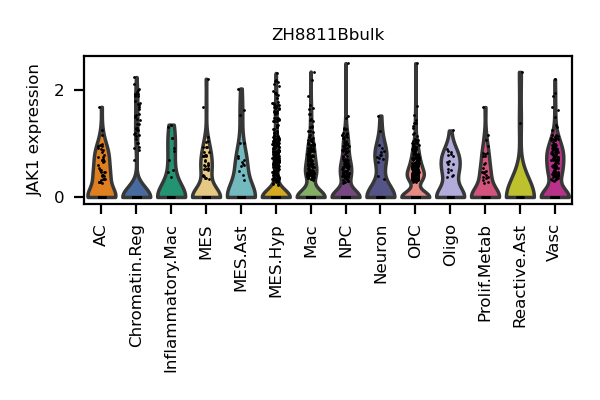 ZH8811Bbulk
JAK1 expression
2
0
AC
Chromatin.Reg
Inflammatory.Mac
MES
MES.Ast
MES.Hyp
Mac
NPC
Neuron
OPC
Oligo
Prolif.Metab
Reactive.Ast
Vasc